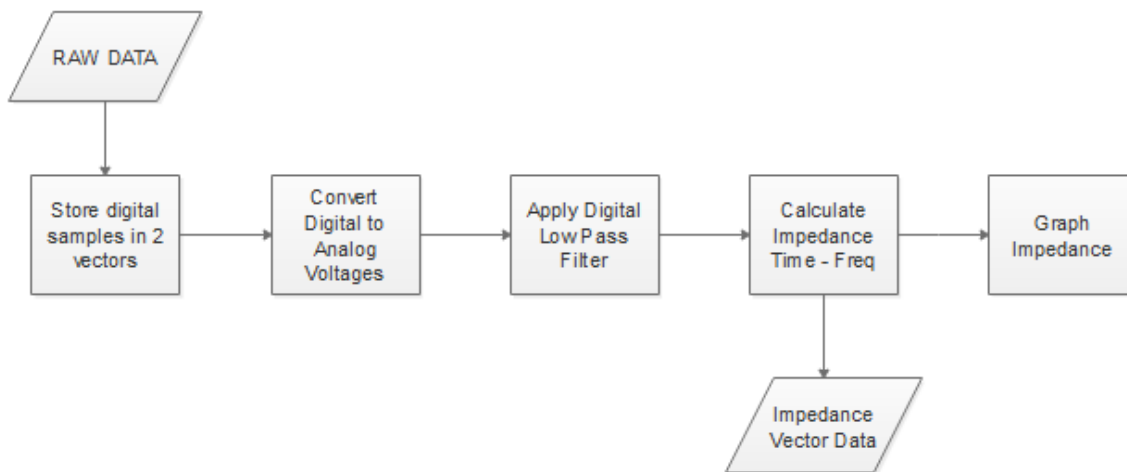 RAW DATA
Store digital
samples in 2
vectors
Convert
Digital to
Analog
Voltages
Apply Digital
Low Pass
Filter
Calculate
Impedance
Time - Freq
Graph
Impedance
Impedance
Vector Data